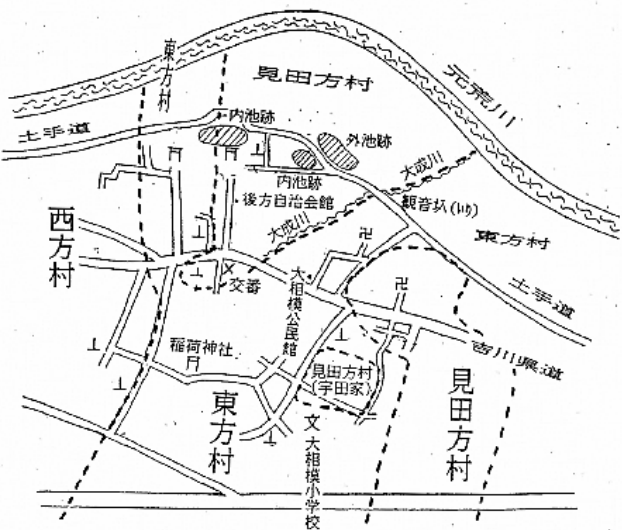 東方村
見田方村
元荒川
土手道
内池跡
外池跡
内池跡
大成川
後方自治会館
観音圦(いり)
大成川
西方村
東方村
土手道
交番
大相模公民館
吉川県道
稲荷神社
見田方村
(宇田家)
見田方村
東方村
文 大相模小学校